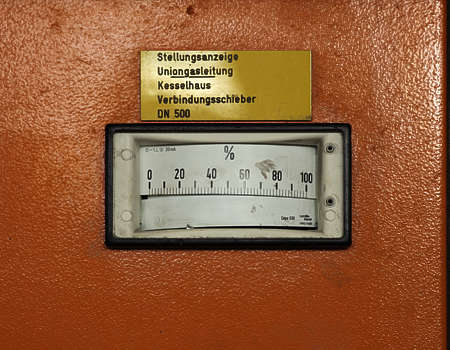 Stellungsanzeige
Uniongasleitung
Kesselhaus
Verbindungsschieber
DN 500
%
0 20 40 60 80 100